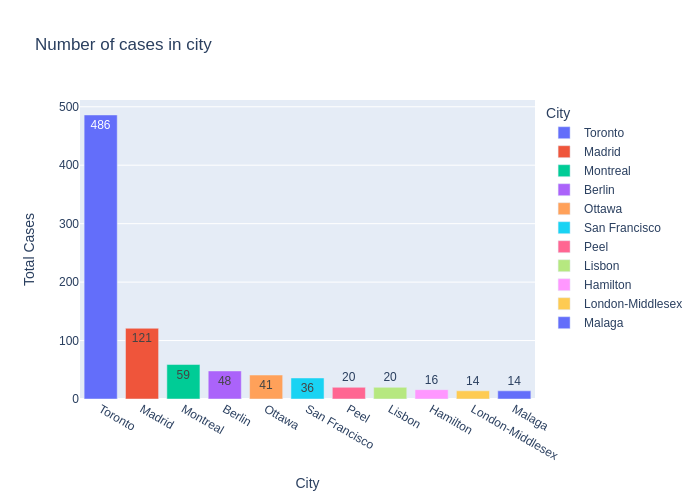 Number of cases in city
Total Cases
500
400
300
200
100
0
486
121
59
48
41
36
20
20
16
14
14
Toronto
Madrid
Montreal
Berlin
Ottawa
San Francisco
Peel
Lisbon
Hamilton
London-Middlesex
Malaga
City
City
Toronto
Madrid
Montreal
Berlin
Ottawa
San Francisco
Peel
Lisbon
Hamilton
London-Middlesex
Malaga